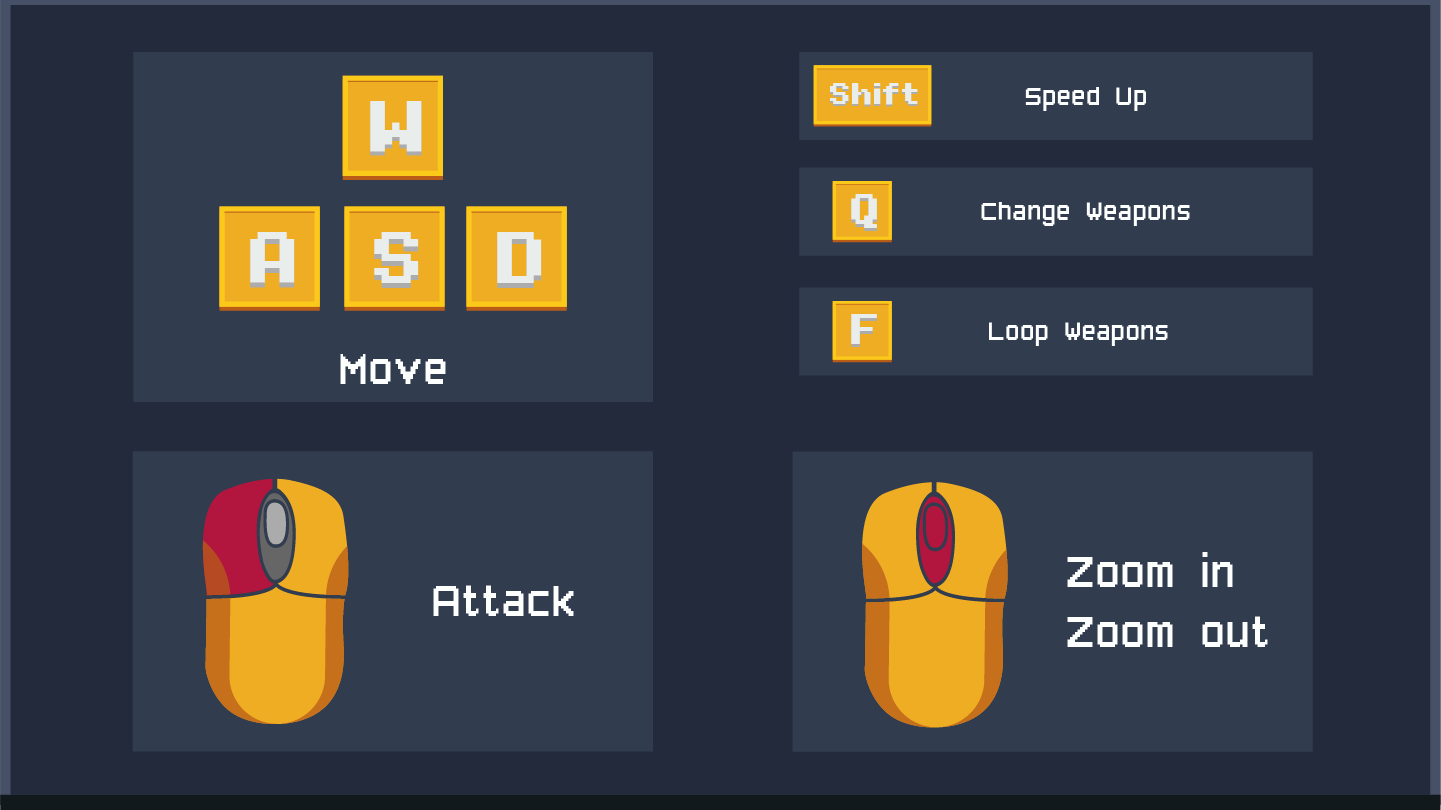 W
A S D
Move
Shift Speed Up
Q Change Weapons
F Loop Weapons
Attack
Zoom in
Zoom out